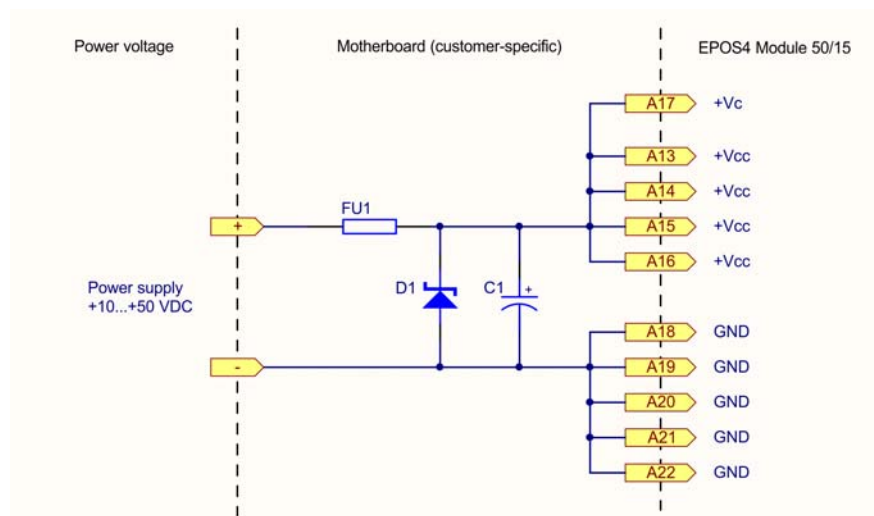 Power voltage
Motherboard (customer-specific)
EPOS4 Module 50/15
A17 +Vc
A13 +Vcc
A14 +Vcc
FU1
+
A15 +Vcc
A16 +Vcc
Power supply
+10...+50 VDC
D1
C1
+
A18 GND
-
A19 GND
A20 GND
A21 GND
A22 GND